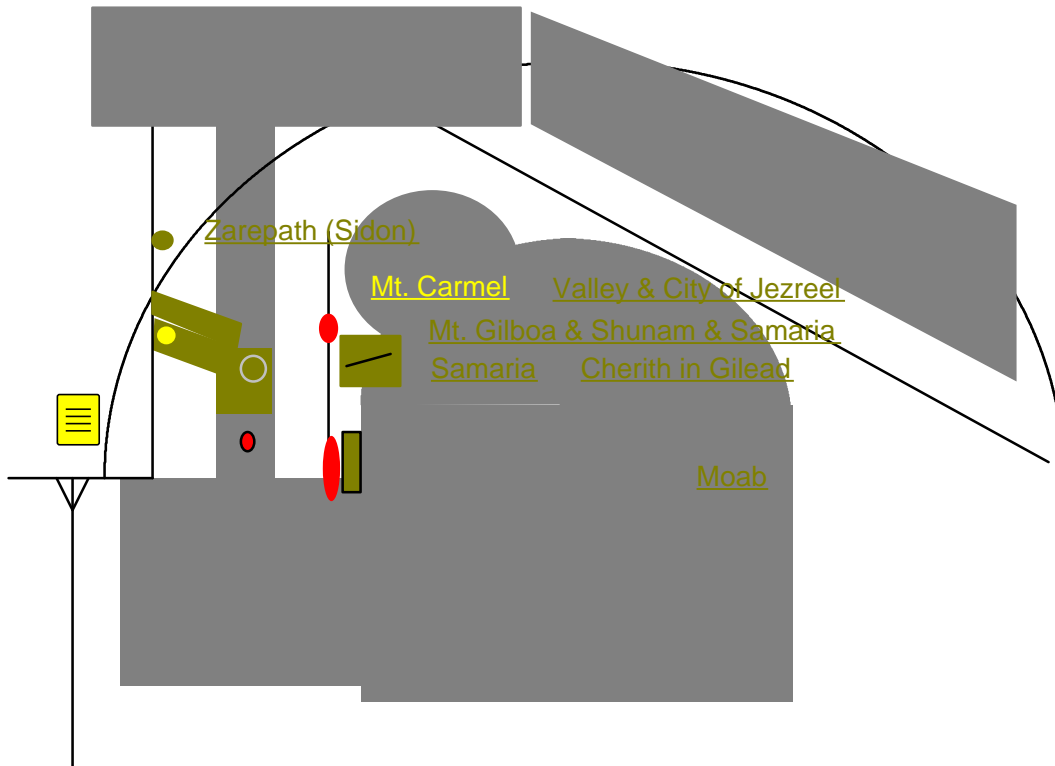 Zarepath (Sidon)
Mt. Carmel
Valley & City of Jezreel
Mt. Gilboa & Shunam & Samaria
Samaria
Cherith in Gilead
Moab